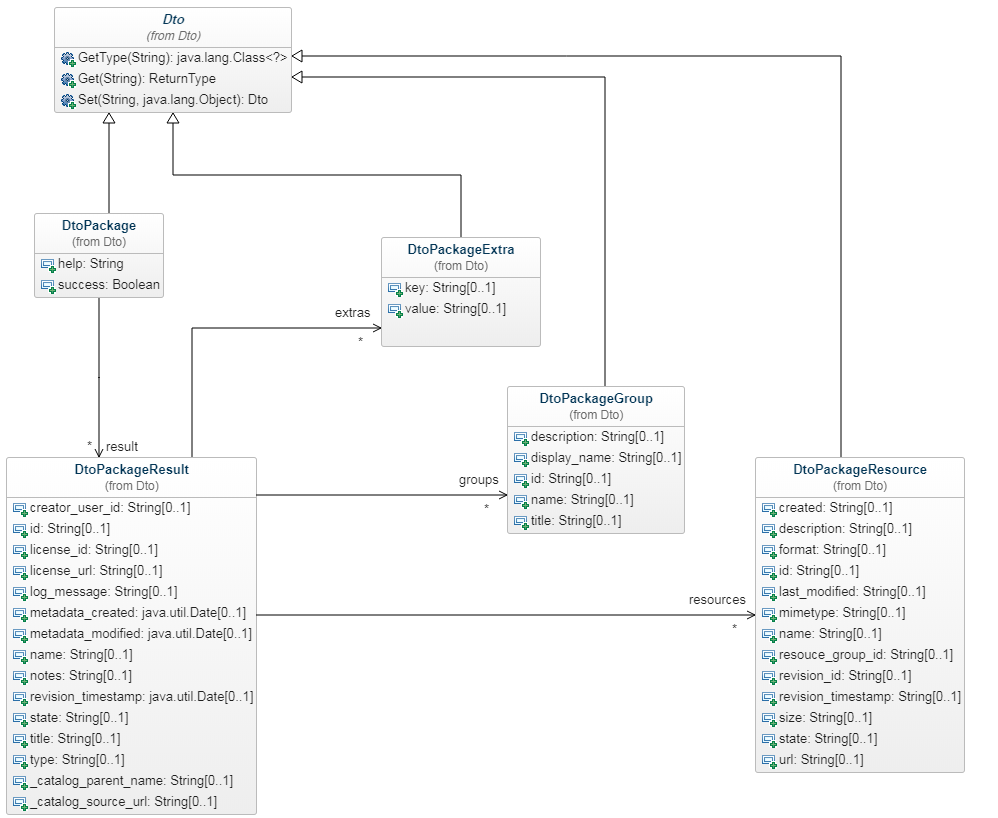 Dto
(from Dto)
GetType(String): java.lang.Class<?>
Get(String): ReturnType
Set(String, java.lang.Object): Dto
DtoPackage
(from Dto)
help: String
success: Boolean
DtoPackageExtra
(from Dto)
key: String[0..1]
value: String[0..1]
extras
*
DtoPackageGroup
(from Dto)
description: String[0..1]
display_name: String[0..1]
id: String[0..1]
name: String[0..1]
title: String[0..1]
* result
groups
*
DtoPackageResult
(from Dto)
creator_user_id: String[0..1]
id: String[0..1]
license_id: String[0..1]
license_url: String[0..1]
log_message: String[0..1]
metadata_created: java.util.Date[0..1]
metadata_modified: java.util.Date[0..1]
name: String[0..1]
notes: String[0..1]
revision_timestamp: java.util.Date[0..1]
state: String[0..1]
title: String[0..1]
type: String[0..1]
_catalog_parent_name: String[0..1]
_catalog_source_url: String[0..1]
resources
*
DtoPackageResource
(from Dto)
created: String[0..1]
description: String[0..1]
format: String[0..1]
id: String[0..1]
last_modified: String[0..1]
mimetype: String[0..1]
name: String[0..1]
resouce_group_id: String[0..1]
revision_id: String[0..1]
revision_timestamp: String[0..1]
size: String[0..1]
state: String[0..1]
url: String[0..1]